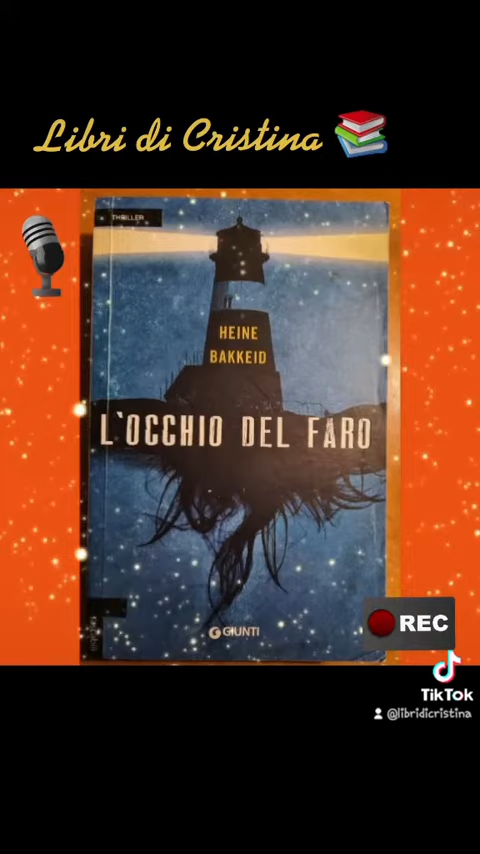 Libri di Cristina
THRILLER
HEINE
BAKKEID
L'OCCHIO DEL FARO
GIUNTI
REC
TikTok
@libridicristina